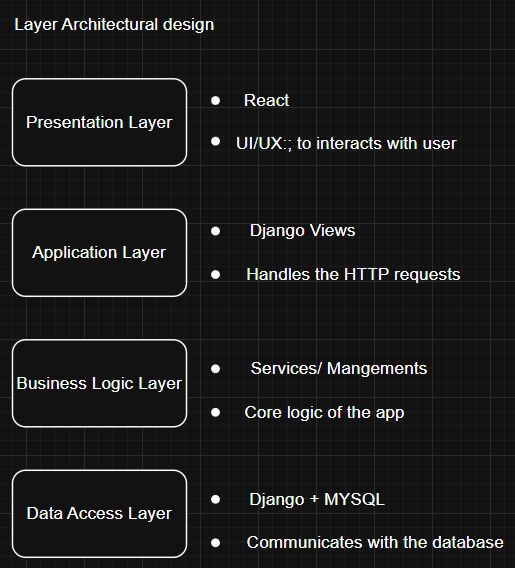 Layer Architectural design
Presentation Layer
React
UI/UX:; to interacts with user
Application Layer
Django Views
Handles the HTTP requests
Business Logic Layer
Services/ Mangements
Core logic of the app
Data Access Layer
Django + MYSQL
Communicates with the database